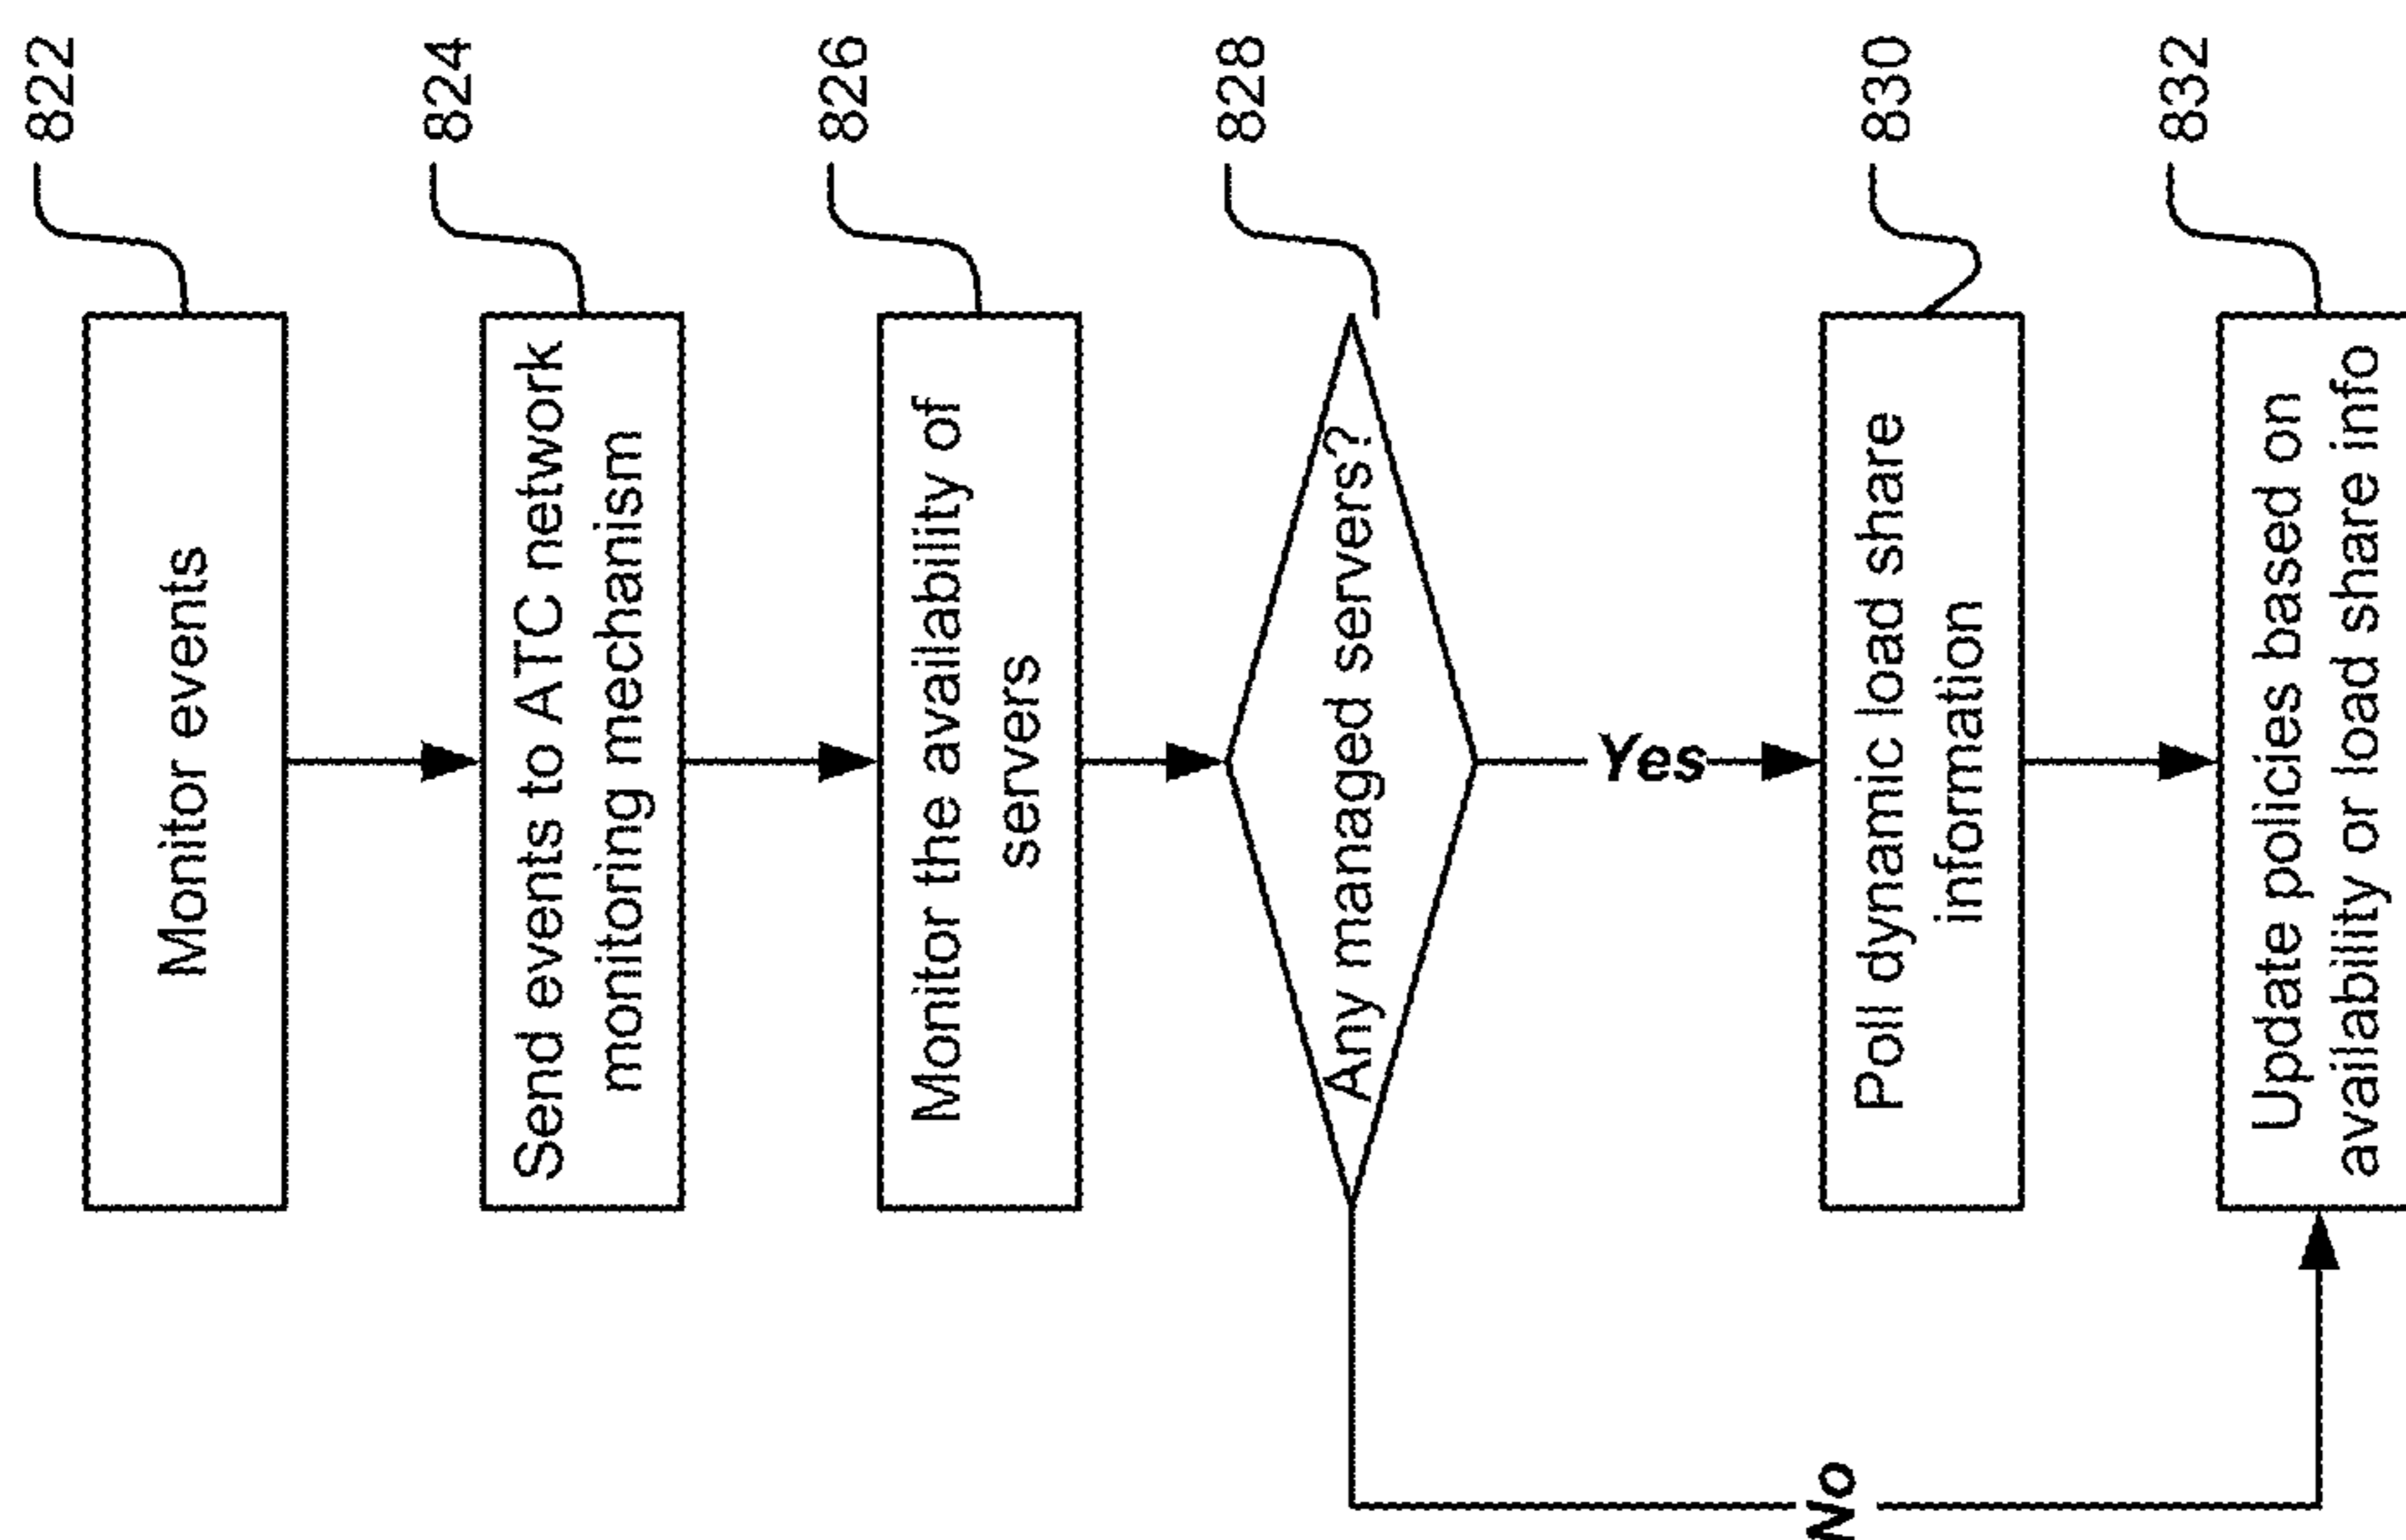 Monitor events
822
Send events to ATC network
monitoring mechanism
824
Monitor the availability of
servers
826
Any managed servers?
828
Yes
No
Poll dynamic load share
information
830
Update policies based on
availability or load share info
832